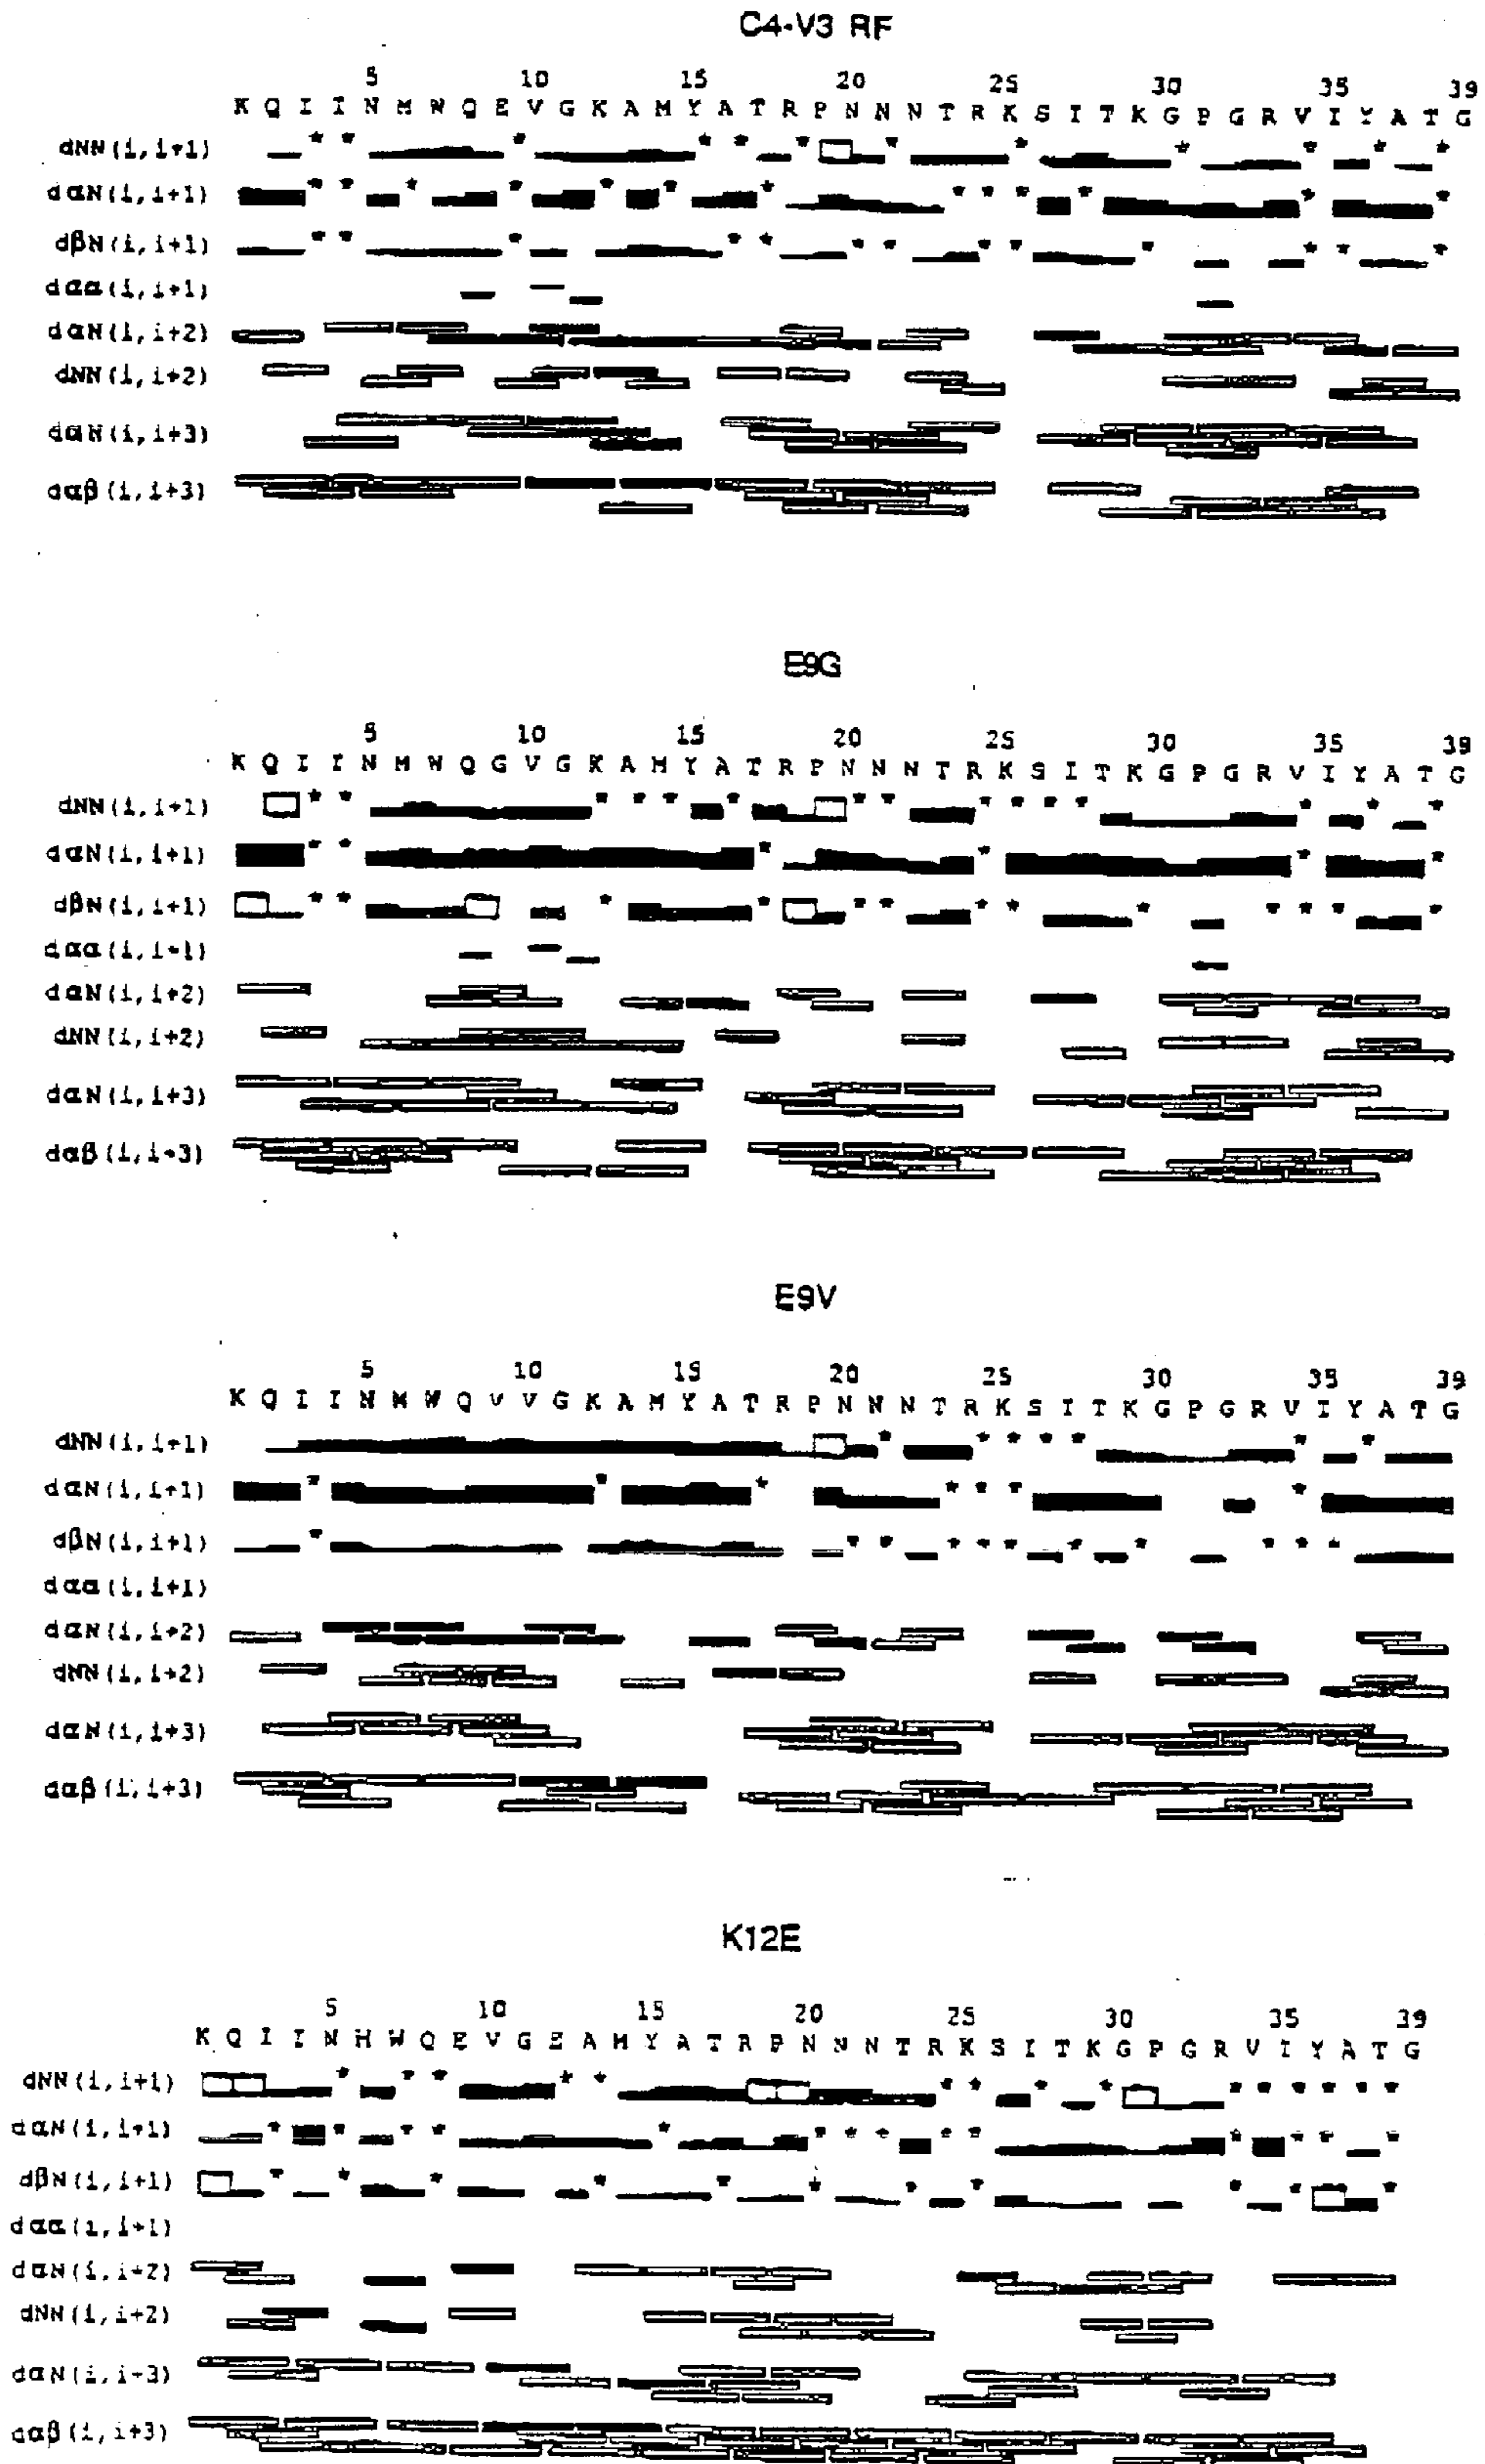 C4-V3 RF
5 10 15 20 25 30 35 39
K Q I I N M W Q E V G K A M Y A T R P N N N T R K S I T K G P G R V I Y A T G
dNN(i,i+1)
dαN(i,i+1)
dβN(i,i+1)
dαα(i,i+1)
dαN(i,i+2)
dNN(i,i+2)
dαN(i,i+3)
dαβ(i,i+3)
E9G
5 10 15 20 25 30 35 39
K Q I I N M W Q G V G K A M Y A T R P N N N T R K S I T K G P G R V I Y A T G
dNN(i,i+1)
dαN(i,i+1)
dβN(i,i+1)
dαα(i,i+1)
dαN(i,i+2)
dNN(i,i+2)
dαN(i,i+3)
dαβ(i,i+3)
E9V
5 10 15 20 25 30 35 39
K Q I I N M W Q V V G K A M Y A T R P N N N T R K S I T K G P G R V I Y A T G
dNN(i,i+1)
dαN(i,i+1)
dβN(i,i+1)
dαα(i,i+1)
dαN(i,i+2)
dNN(i,i+2)
dαN(i,i+3)
dαβ(i,i+3)
K12E
5 10 15 20 25 30 35 39
K Q I I N M W Q E V G E A M Y A T R P N N N T R K S I T K G P G R V I Y A T G
dNN(i,i+1)
dαN(i,i+1)
dβN(i,i+1)
dαα(i,i+1)
dαN(i,i+2)
dNN(i,i+2)
dαN(i,i+3)
dαβ(i,i+3)